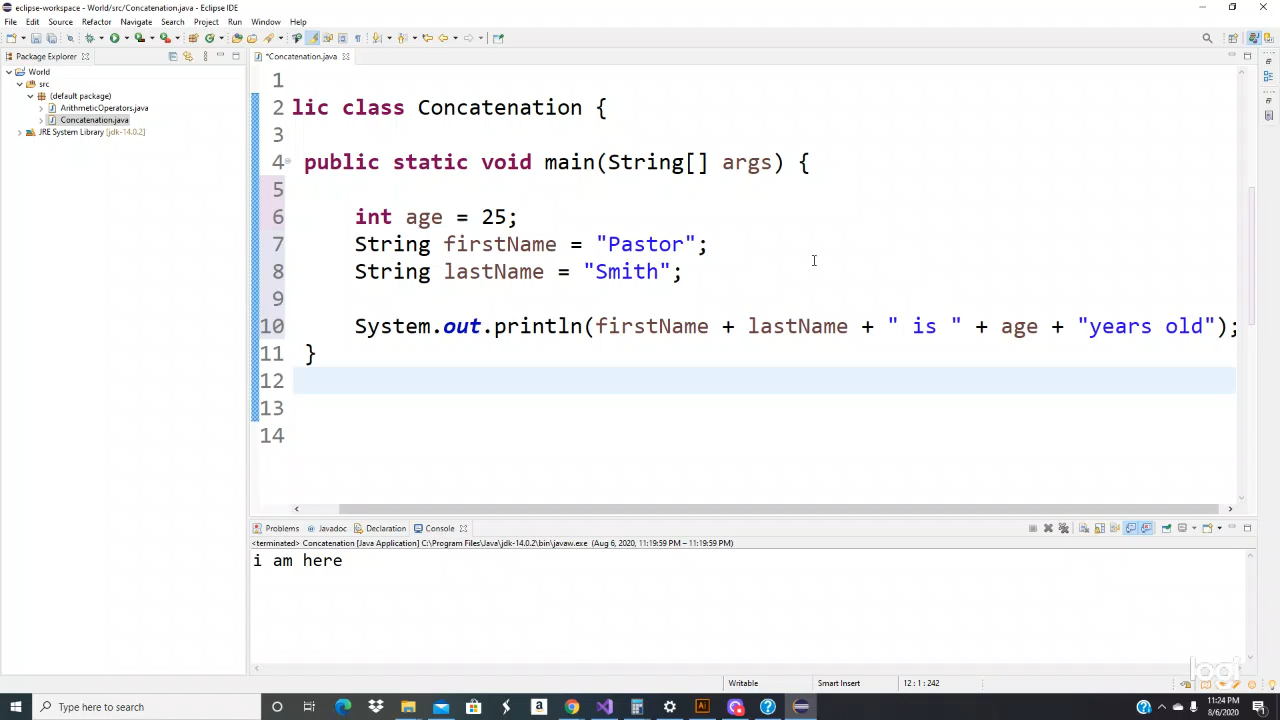 eclipse-workspace - World/src/Concatenation.java - Eclipse IDE
File Edit Source Refactor Navigate Search Project Run Window Help
Package Explorer
*Concatenation.java
World
src
(default package)
ArithmeticOperators.java
Concatenation.java
JRE System Library [jdk-14.0.2]
1
2 lic class Concatenation {
3
4 public static void main(String[] args) {
5
6 int age = 25;
7 String firstName = "Pastor";
8 String lastName = "Smith";
9
10 System.out.println(firstName + lastName + " is " + age + "years old");
11 }
12
13
14
Problems Javadoc Declaration Console
<terminated> Concatenation [Java Application] C:\Program Files\Java\jdk-14.0.2\bin\javaw.exe (Aug 6, 2020, 11:19:59 PM – 11:19:59 PM)
i am here
Writable Smart Insert 12 : 1 : 242
Type here to search
11:24 PM
8/6/2020